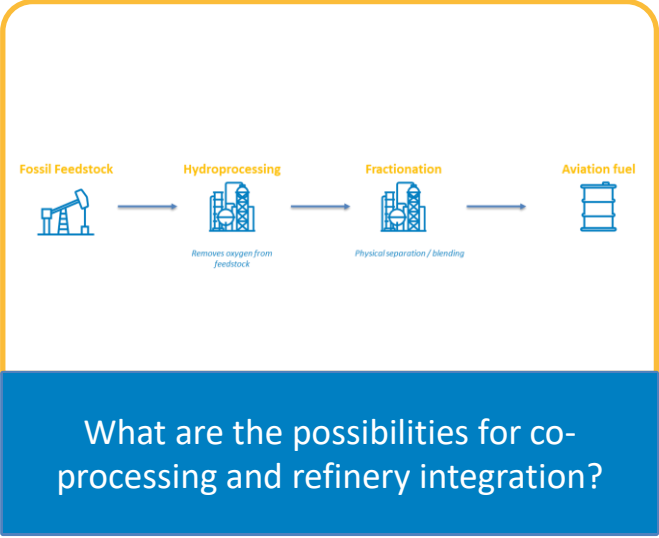 Fossil Feedstock Hydroprocessing Fractionation Aviation fuel
Removes oxygen from Physical separation / blending
feedstock
What are the possibilities for co-
processing and refinery integration?